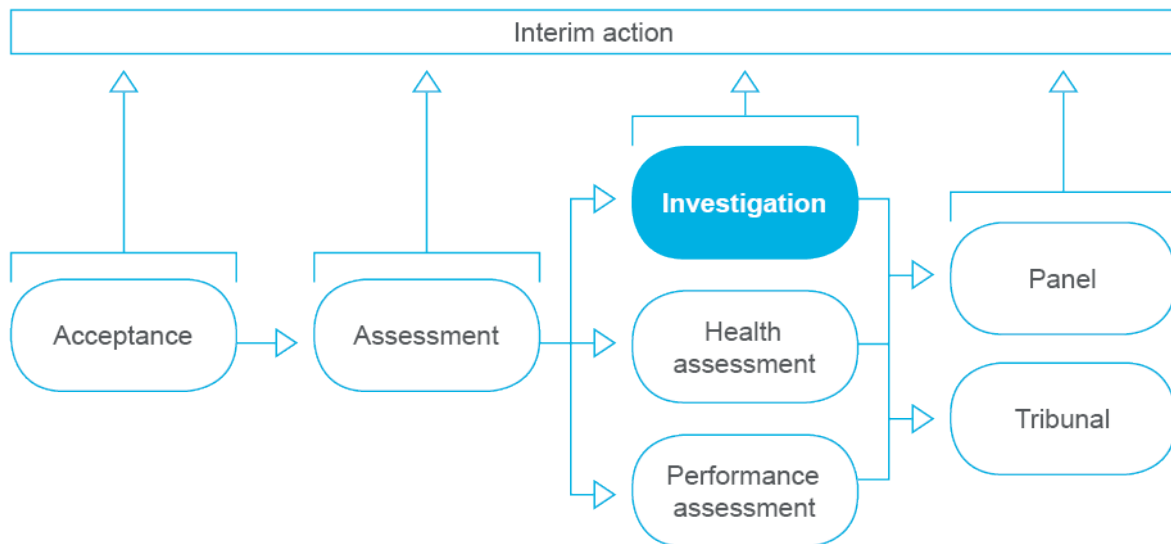 Interim action
Acceptance
Assessment
Investigation
Health
assessment
Performance
assessment
Panel
Tribunal